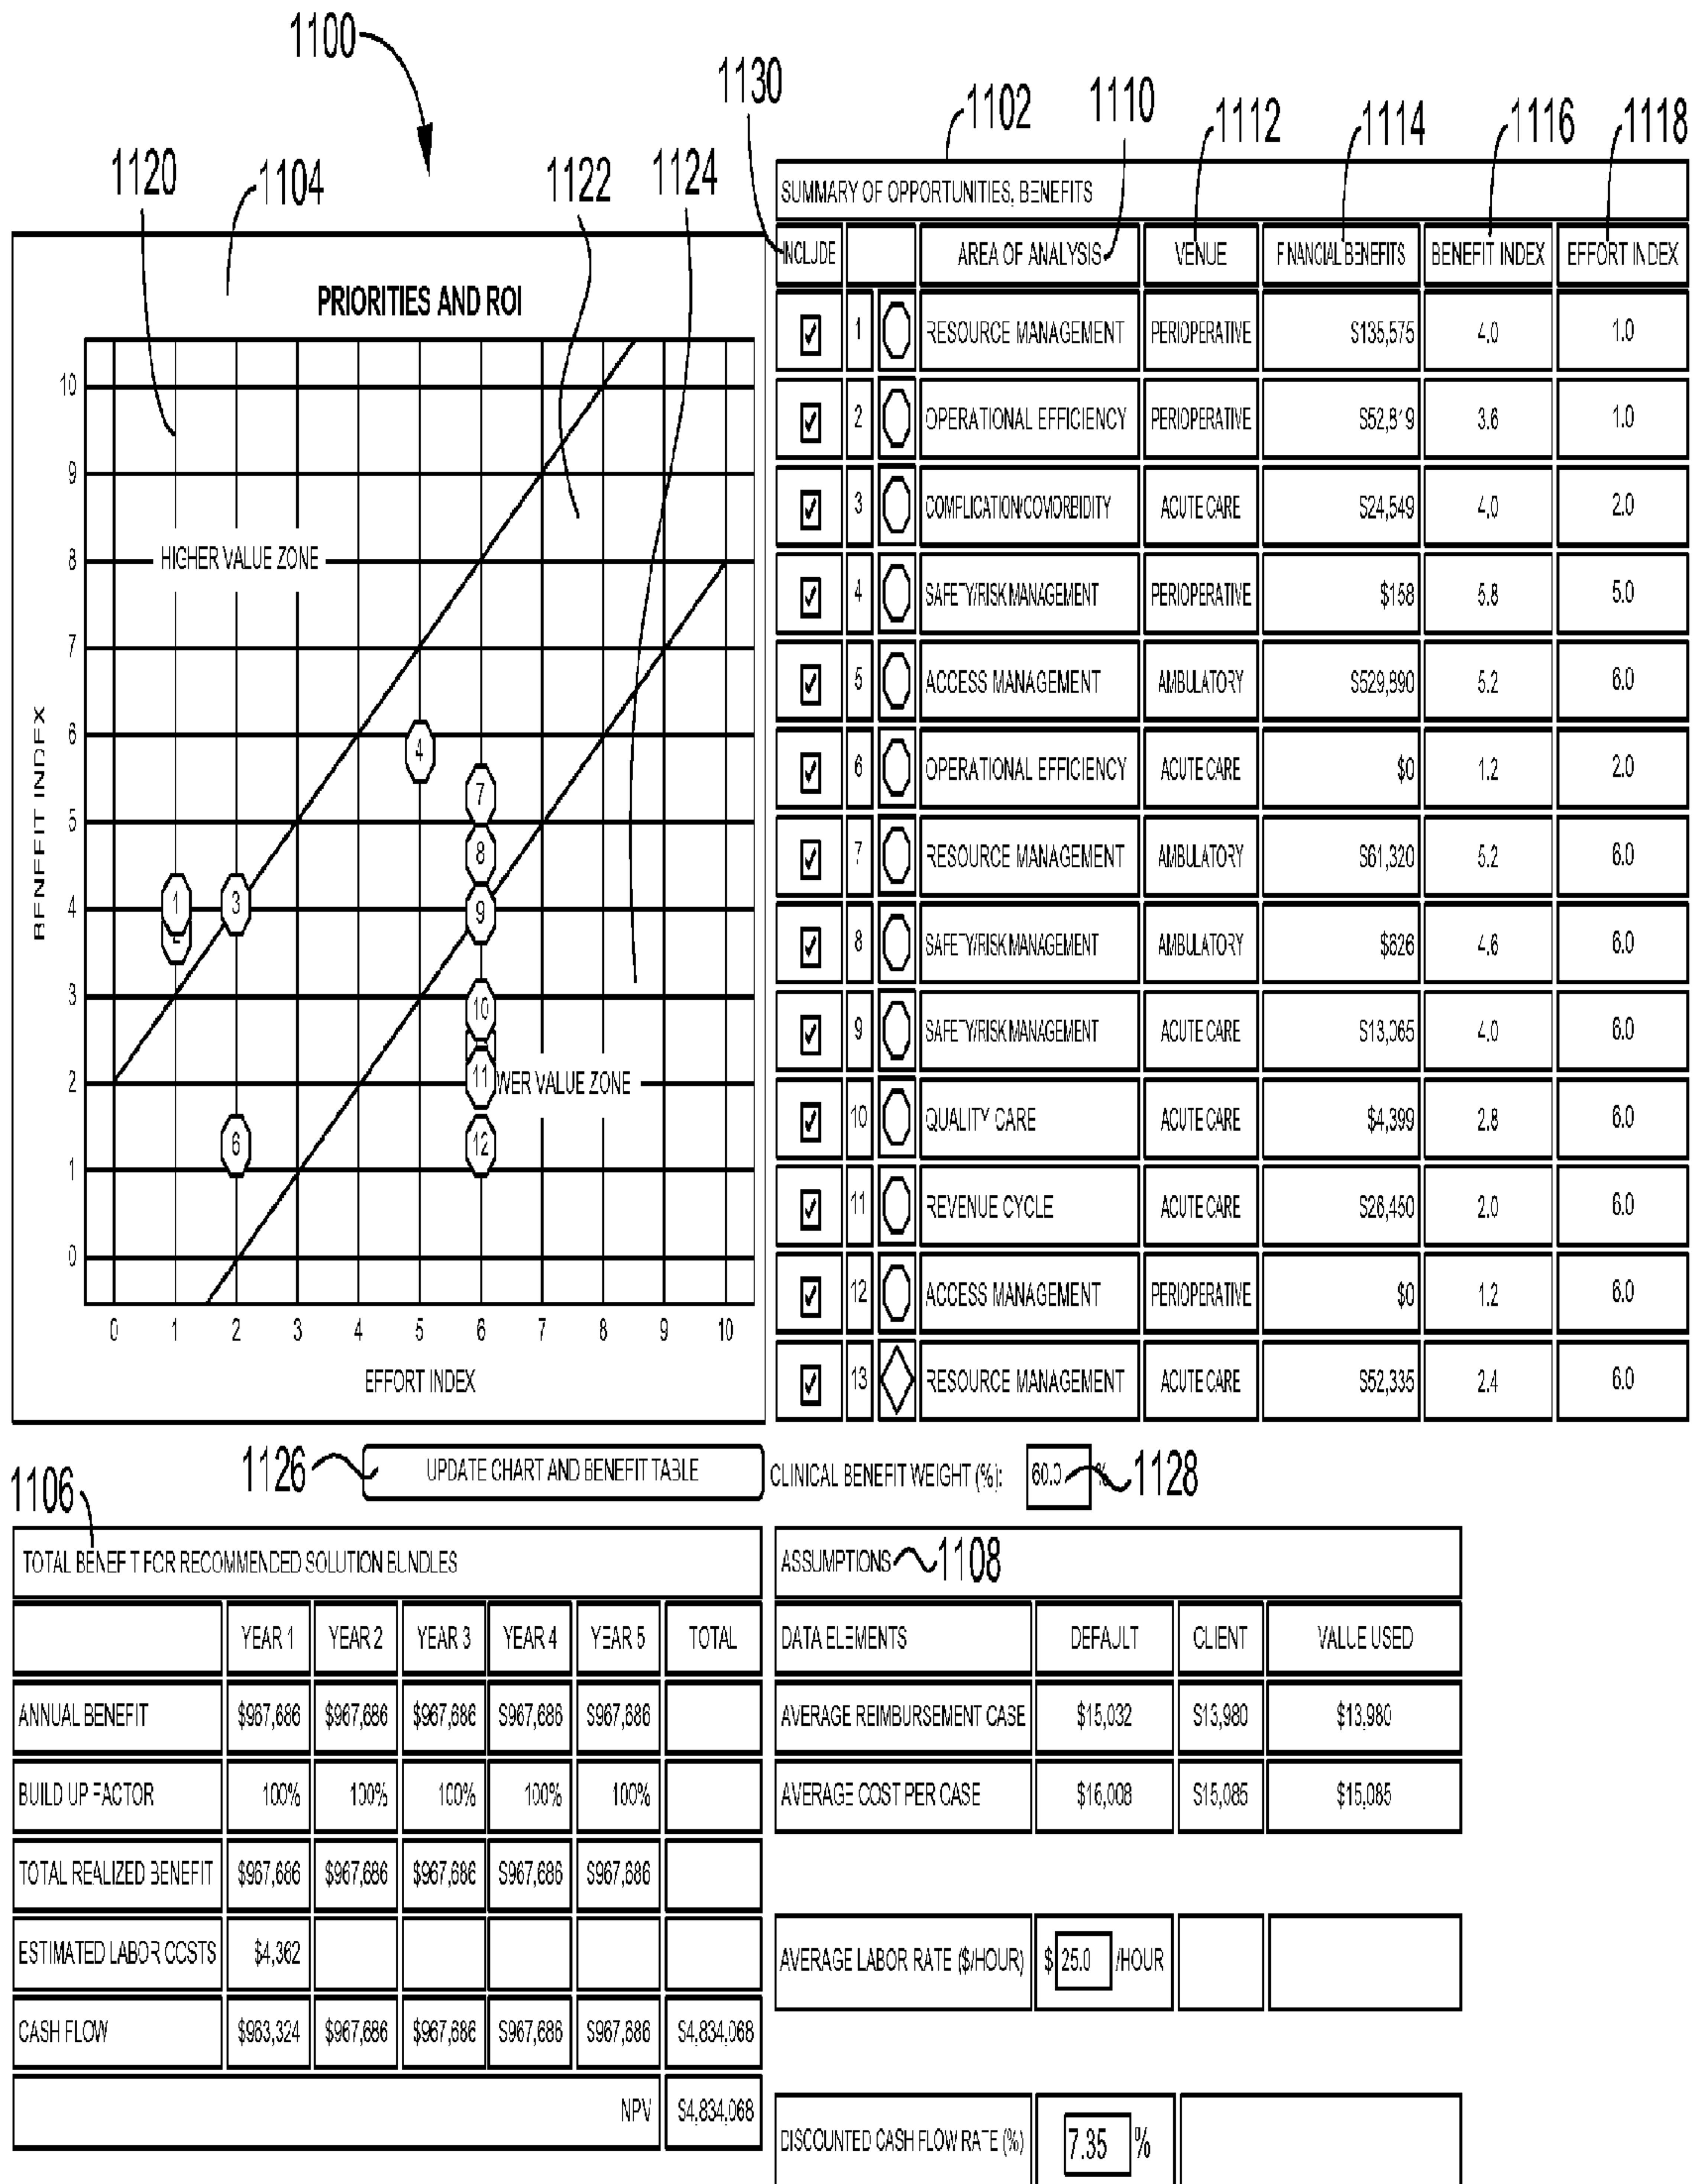 1100
1130
1102
1110
1112
1114
1116
1118
1120
1104
1122
1124
PRIORITIES AND ROI
BENEFIT INDEX
10
9
8
7
6
5
4
3
2
1
0
HIGHER VALUE ZONE
WER VALUE ZONE
1
3
4
7
8
9
10
11
12
6
0 1 2 3 4 5 6 7 8 9 10
EFFORT INDEX
SUMMARY OF OPPORTUNITIES, BENEFITS
INCLUDE AREA OF ANALYSIS VENUE FINANCIAL BENEFITS BENEFIT INDEX EFFORT INDEX
1 RESOURCE MANAGEMENT PERIOPERATIVE $135,575 4.0 1.0
2 OPERATIONAL EFFICIENCY PERIOPERATIVE $52,819 3.6 1.0
3 COMPLICATION/COMORBIDITY ACUTE CARE $24,549 4.0 2.0
4 SAFETY/RISK MANAGEMENT PERIOPERATIVE $158 5.8 5.0
5 ACCESS MANAGEMENT AMBULATORY $529,890 5.2 6.0
6 OPERATIONAL EFFICIENCY ACUTE CARE $0 1.2 2.0
7 RESOURCE MANAGEMENT AMBULATORY $61,320 5.2 6.0
8 SAFETY/RISK MANAGEMENT AMBULATORY $626 4.6 6.0
9 SAFETY/RISK MANAGEMENT ACUTE CARE $13,065 4.0 6.0
10 QUALITY CARE ACUTE CARE $4,399 2.8 6.0
11 REVENUE CYCLE ACUTE CARE 2.0 6.0
12 ACCESS MANAGEMENT PERIOPERATIVE $0 1.2 6.0
13 RESOURCE MANAGEMENT ACUTE CARE $52,335 2.4 6.0
1126
UPDATE CHART AND BENEFIT TABLE
CLINICAL BENEFIT WEIGHT (%): 60.0 %
1128
1106
TOTAL BENEFIT FOR RECOMMENDED SOLUTION BUNDLES
YEAR 1 YEAR 2 YEAR 3 YEAR 4 YEAR 5 TOTAL
ANNUAL BENEFIT $967,686 $967,686 $967,686 $967,686 $967,686
BUILD UP FACTOR 100% 100% 100% 100% 100%
TOTAL REALIZED BENEFIT $967,686 $967,686 $967,686 $967,686 $967,686
ESTIMATED LABOR COSTS $4,362
CASH FLOW $963,324 $967,686 $967,686 $967,686 $967,686 $4,834,068
NPV $4,834,068
ASSUMPTIONS
1108
DATA ELEMENTS DEFAULT CLIENT VALUE USED
AVERAGE REIMBURSEMENT CASE $15,032 $13,980 $13,980
AVERAGE COST PER CASE $16,008 $15,085 $15,085
AVERAGE LABOR RATE ($/HOUR) $ 25.0 /HOUR
DISCOUNTED CASH FLOW RATE (%) 7.35 %